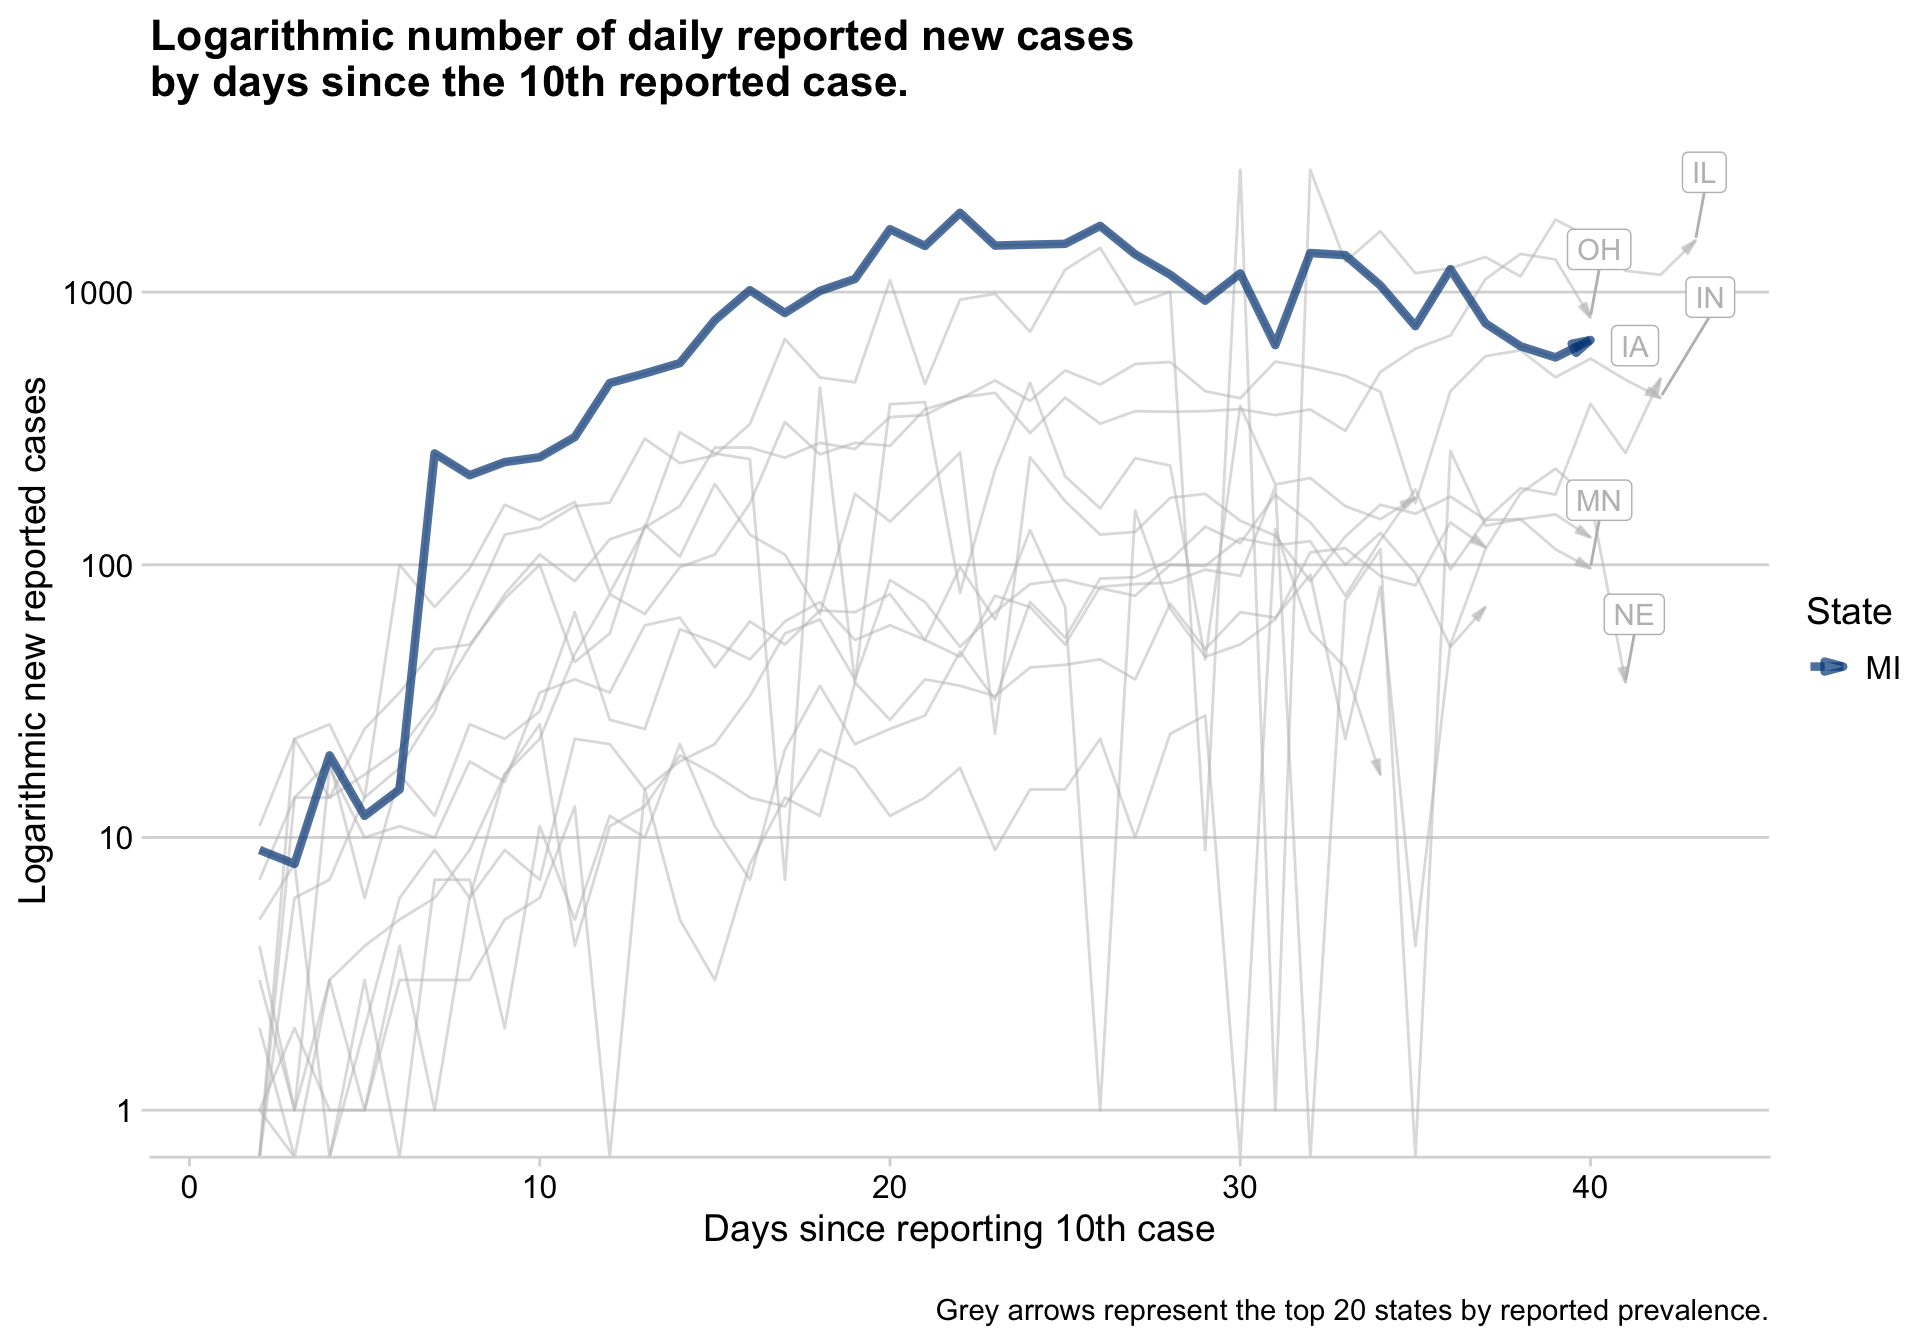 Logarithmic number of daily reported new cases
by days since the 10th reported case.
Logarithmic new reported cases
1000
100
10
1
IL
OH
IN
IA
MN
NE
State
MI
0 10 20 30 40
Days since reporting 10th case
Grey arrows represent the top 20 states by reported prevalence.